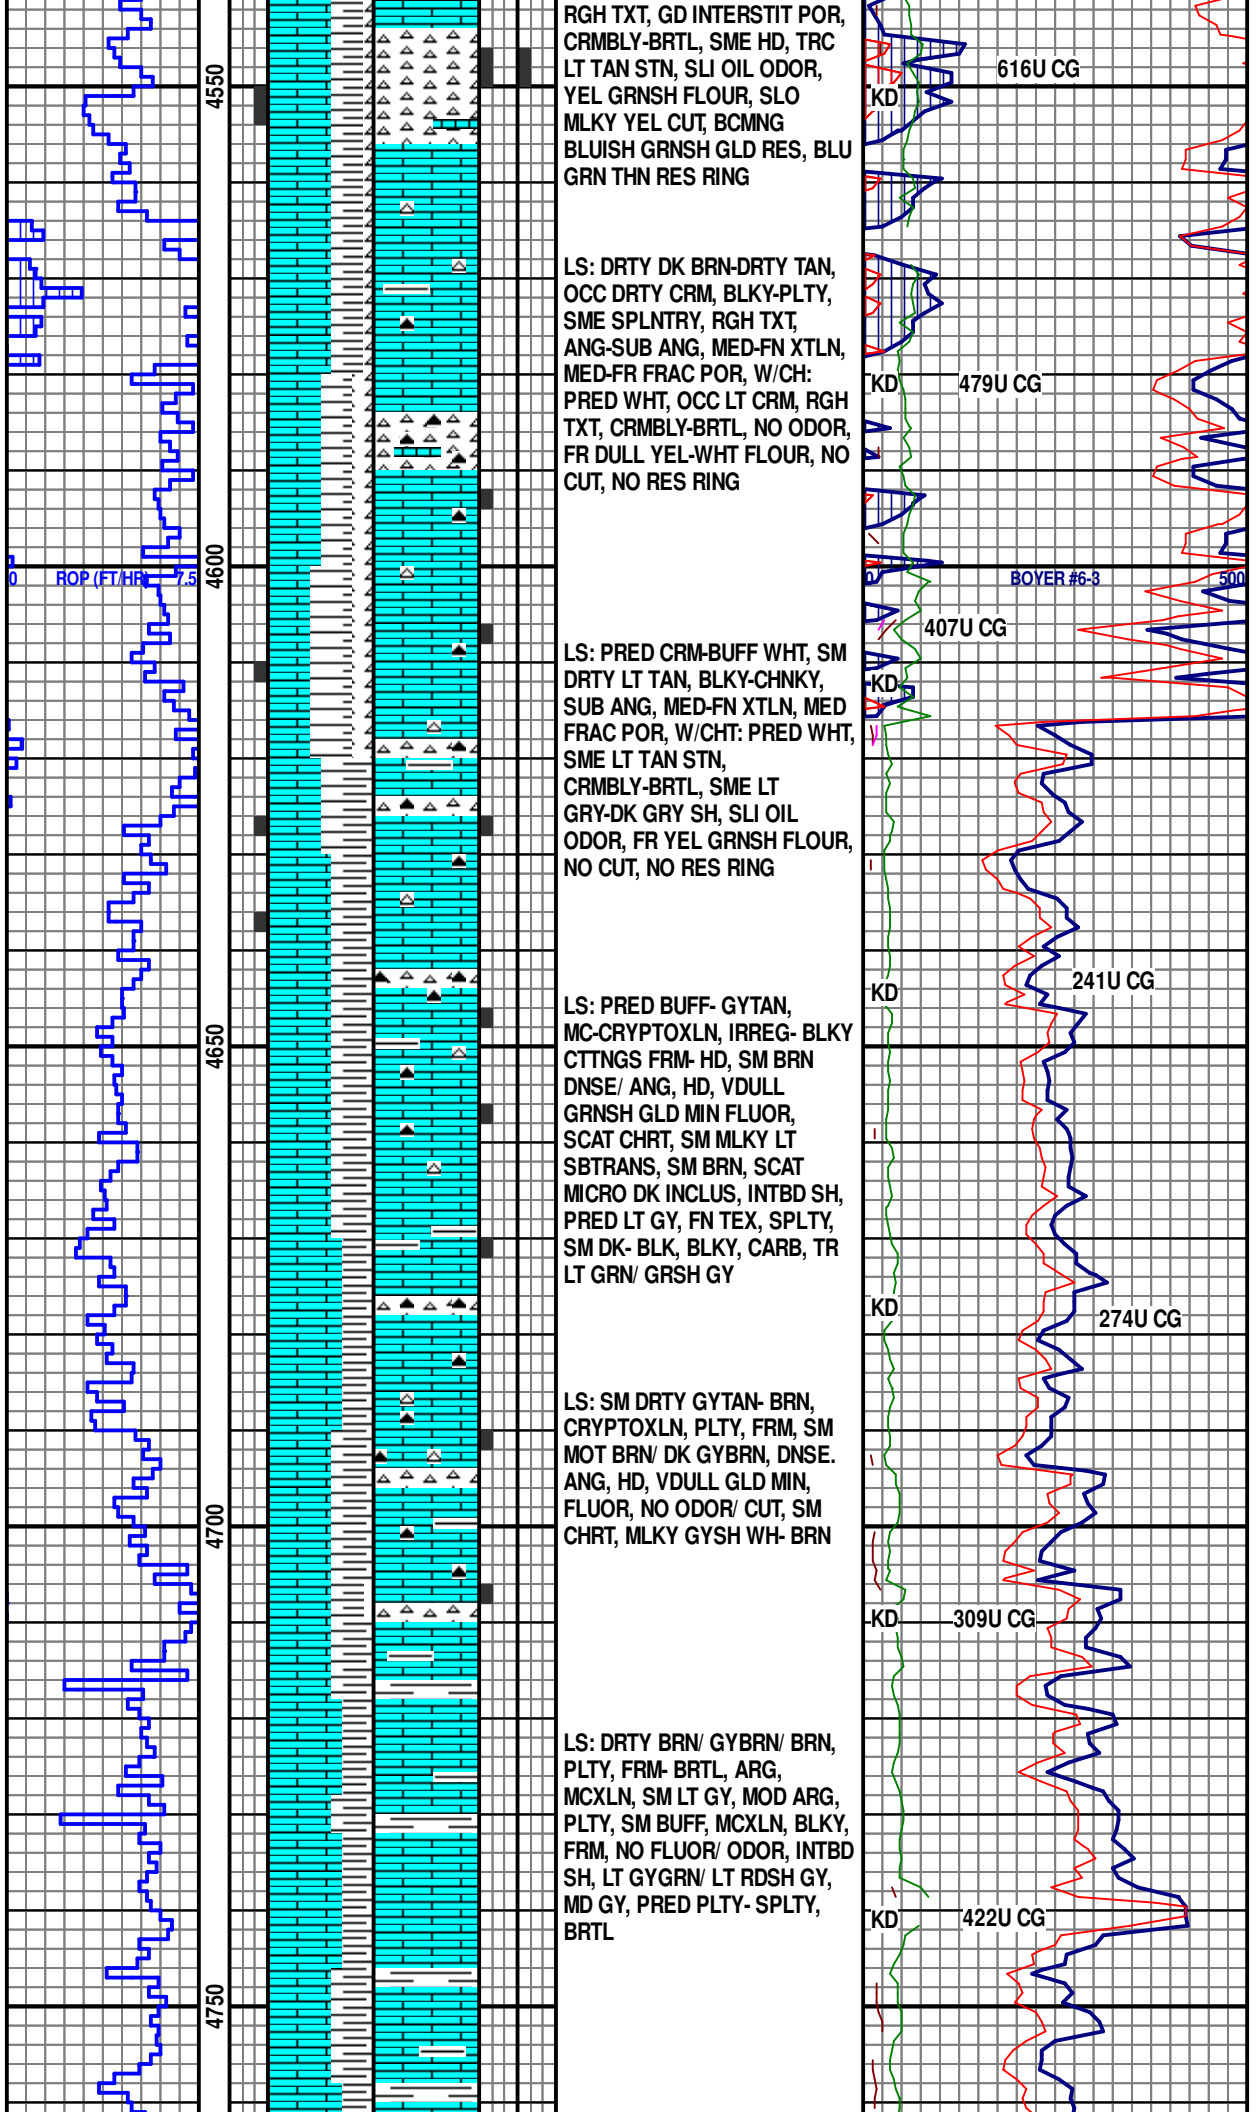 RGH TXT, GD INTERSTIT POR,
CRMBLY-BRTL, SME HD, TRC
LT TAN STN, SLI OIL ODOR,
YEL GRNSH FLOUR, SLO
MLKY YEL CUT, BCMNG
BLUISH GRNSH GLD RES, BLU
GRN THN RES RING
616U CG
4550
KD
LS: DRTY DK BRN-DRTY TAN,
OCC DRTY CRM, BLKY-PLTY,
SME SPLNTRY, RGH TXT,
ANG-SUB ANG, MED-FN XTLN,
MED-FR FRAC POR, W/CH:
PRED WHT, OCC LT CRM, RGH
TXT, CRMBLY-BRTL, NO ODOR,
FR DULL YEL-WHT FLOUR, NO
CUT, NO RES RING
KD
479U CG
4600
0 ROP (FT/HR) 7.5
0 BOYER #6-3 500
407U CG
LS: PRED CRM-BUFF WHT, SM
DRTY LT TAN, BLKY-CHNKY,
SUB ANG, MED-FN XTLN, MED
FRAC POR, W/CHT: PRED WHT,
SME LT TAN STN,
CRMBLY-BRTL, SME LT
GRY-DK GRY SH, SLI OIL
ODOR, FR YEL GRNSH FLOUR,
NO CUT, NO RES RING
KD
241U CG
KD
4650
LS: PRED BUFF- GYTAN,
MC-CRYPTOXLN, IRREG- BLKY
CTTNGS FRM- HD, SM BRN
DNSE/ ANG, HD, VDULL
GRNSH GLD MIN FLUOR,
SCAT CHRT, SM MLKY LT
SBTRANS, SM BRN, SCAT
MICRO DK INCLUS, INTBD SH,
PRED LT GY, FN TEX, SPLTY,
SM DK- BLK, BLKY, CARB, TR
LT GRN/ GRSH GY
KD
274U CG
LS: SM DRTY GYTAN- BRN,
CRYPTOXLN, PLTY, FRM, SM
MOT BRN/ DK GYBRN, DNSE.
ANG, HD, VDULL GLD MIN,
FLUOR, NO ODOR/ CUT, SM
CHRT, MLKY GYSH WH- BRN
4700
KD
309U CG
LS: DRTY BRN/ GYBRN/ BRN,
PLTY, FRM- BRTL, ARG,
MCXLN, SM LT GY, MOD ARG,
PLTY, SM BUFF, MCXLN, BLKY,
FRM, NO FLUOR/ ODOR, INTBD
SH, LT GYGRN/ LT RDSH GY,
MD GY, PRED PLTY- SPLTY,
BRTL
KD
422U CG
4750